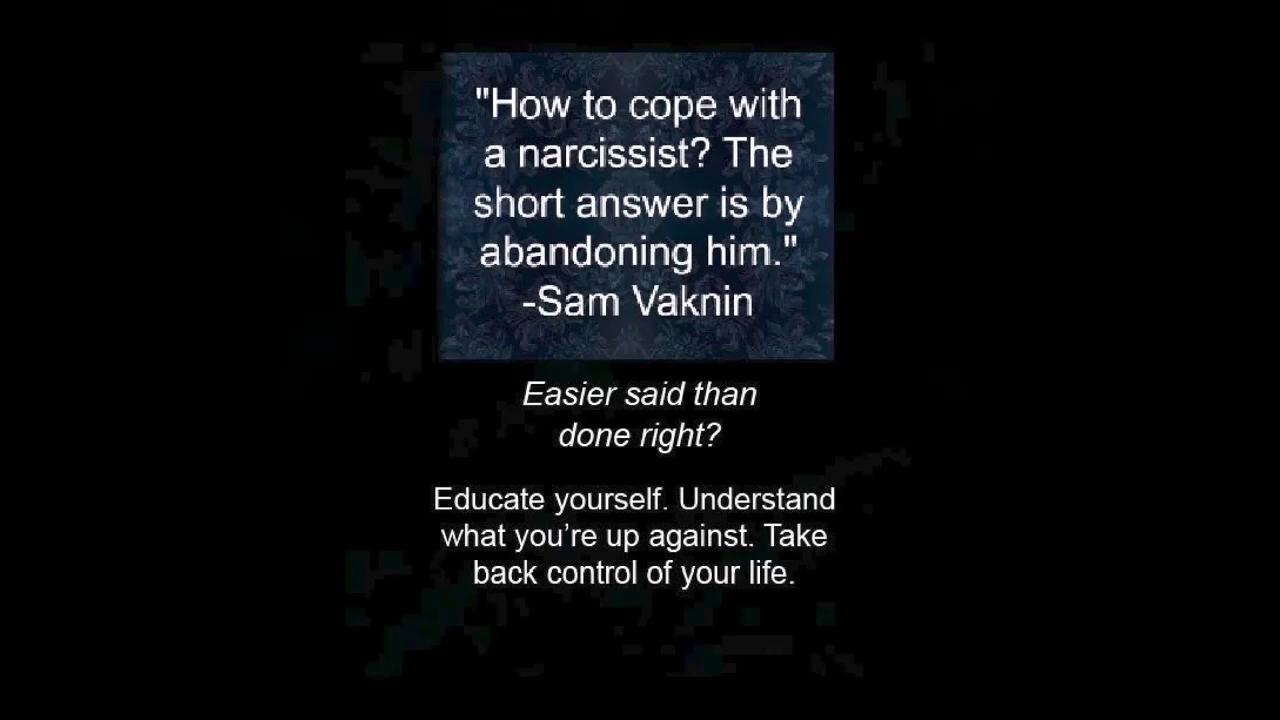 "How to cope with
a narcissist? The
short answer is by
abandoning him."
-Sam Vaknin
Easier said than
done right?
Educate yourself. Understand
what you’re up against. Take
back control of your life.